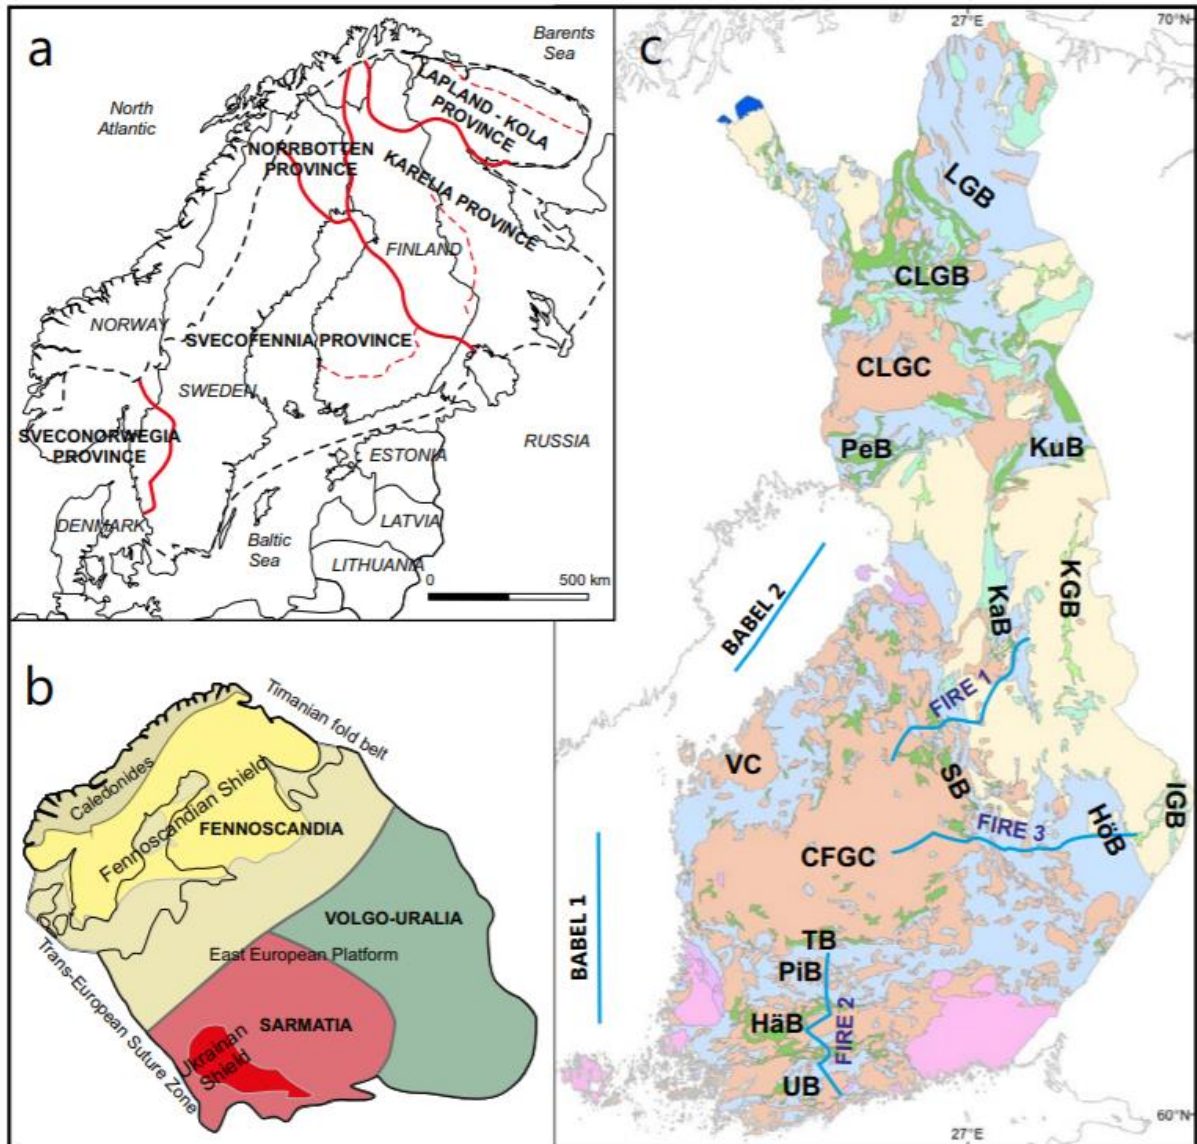 a
Barents
Sea
North
Atlantic
LAPLAND - KOLA
PROVINCE
NORRBOTTEN
PROVINCE
KARELIA PROVINCE
FINLAND
NORWAY
SVECOFENNIA PROVINCE
SWEDEN
SVECONORWEGIA
PROVINCE
RUSSIA
ESTONIA
DENMARK
Baltic
Sea
LATVIA
LITHUANIA
0 500 km
b
Timanian fold belt
Caledonides
Fennoscandian Shield
FENNOSCANDIA
VOLGO-URALIA
East European Platform
Trans-European Suture Zone
SARMATIA
Ukrainan
Shield
c
27°E
70°N
LGB
CLGB
CLGC
PeB
KuB
BABEL 2
KaB
KGB
FIRE 1
VC
SB
IGB
HöB
FIRE 3
CFGC
BABEL 1
TB
PiB
HäB
FIRE 2
UB
60°N
27°E